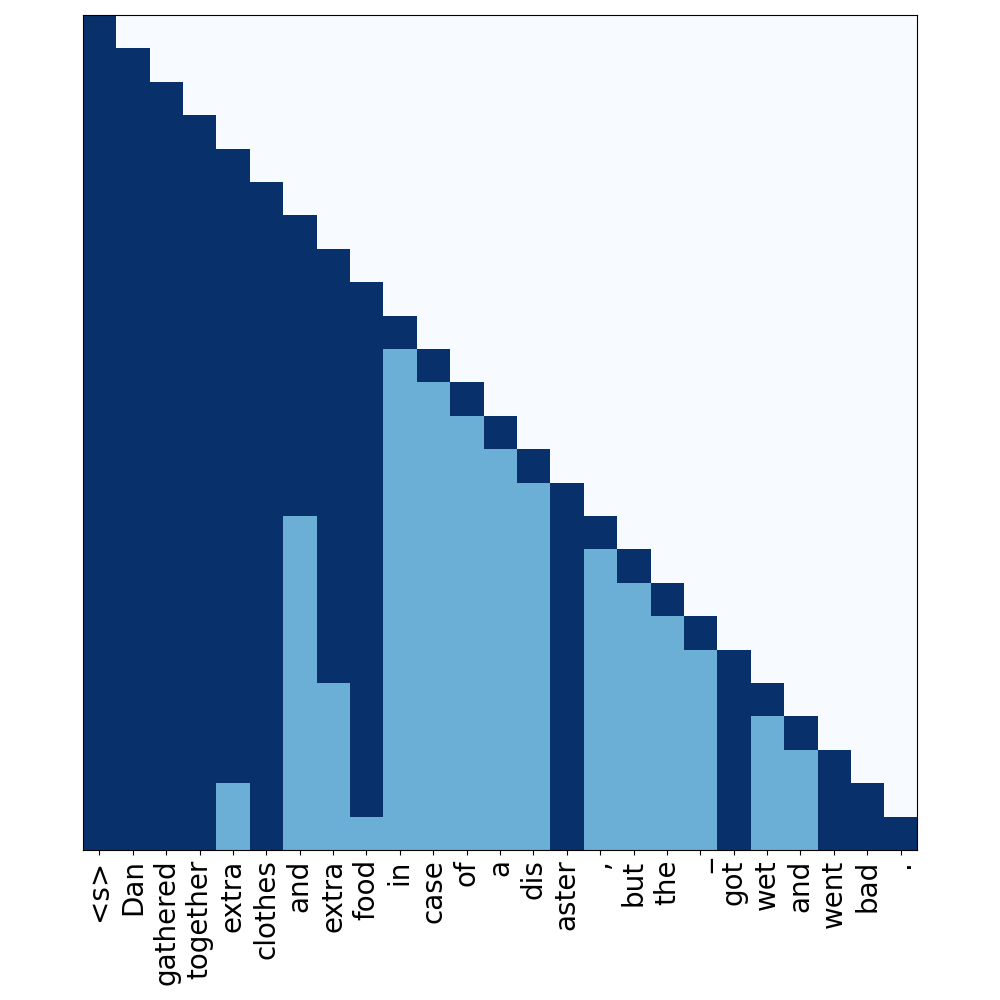 <s>
Dan
gathered
together
extra
clothes
and
extra
food
in
case
of
a
dis
aster
,
but
the
_
got
wet
and
went
bad
.